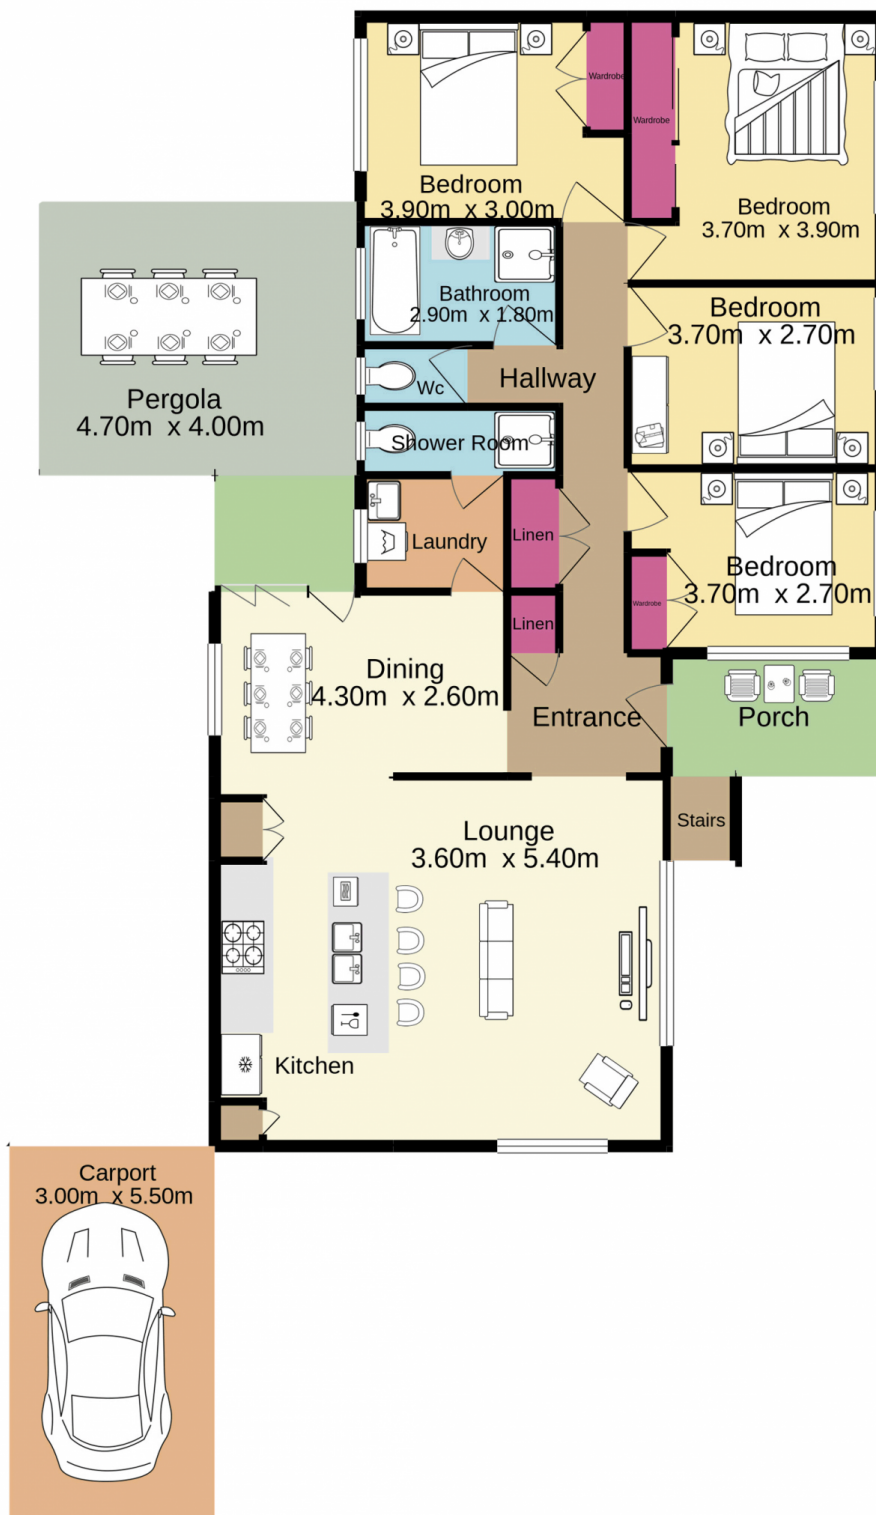 Wardrobe
Wardrobe
Bedroom
3.90m x 3.00m
Bedroom
3.70m x 3.90m
Bathroom
2.90m x 1.80m
Bedroom
3.70m x 2.70m
Hallway
Wc
Pergola
4.70m x 4.00m
Shower Room
Linen
Laundry
Bedroom
3.70m x 2.70m
Wardrobe
Linen
Dining
4.30m x 2.60m
Entrance
Porch
Stairs
Lounge
3.60m x 5.40m
Kitchen
Carport
3.00m x 5.50m